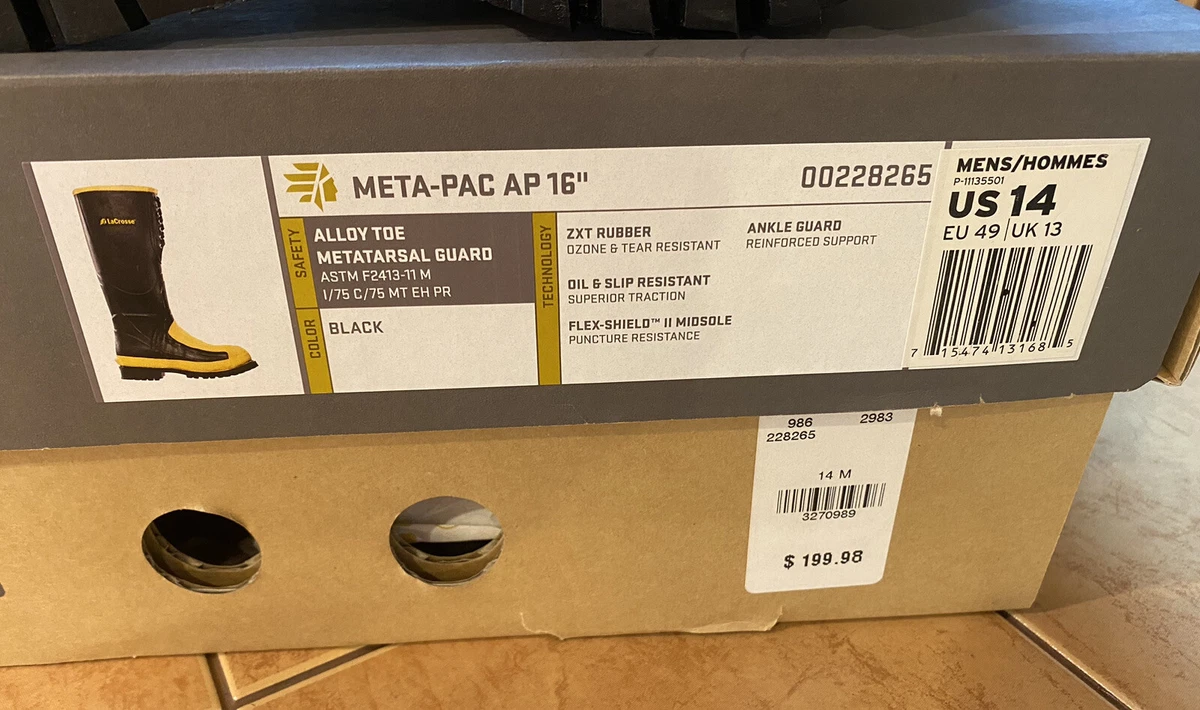 LaCrosse
META-PAC AP 16"
00228265
SAFETY
ALLOY TOE
METATARSAL GUARD
ASTM F2413-11 M
I/75 C/75 MT EH PR
COLOR
BLACK
TECHNOLOGY
ZXT RUBBER
OZONE & TEAR RESISTANT
OIL & SLIP RESISTANT
SUPERIOR TRACTION
FLEX-SHIELD™ II MIDSOLE
PUNCTURE RESISTANCE
ANKLE GUARD
REINFORCED SUPPORT
MENS/HOMMES
P-11135501
US 14
EU 49 | UK 13
7 15474 13168 5
986 2983
228265
14 M
3270989
$ 199.98